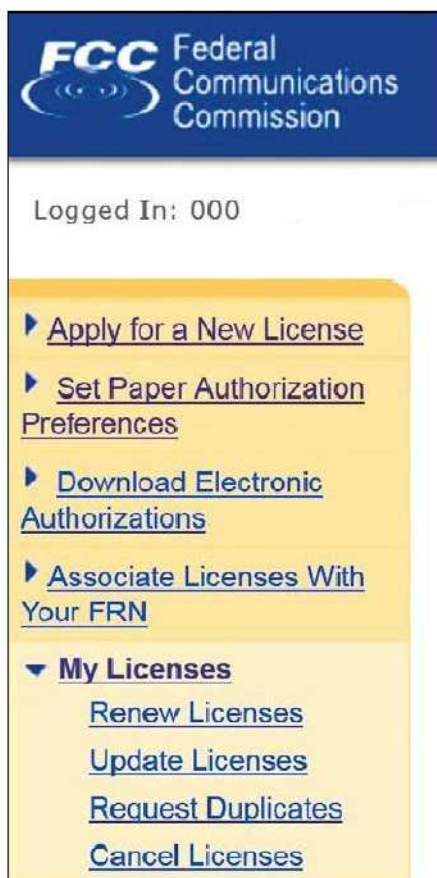 FCC Federal
Communications
Commission
Logged In: 000
Apply for a New License
Set Paper Authorization
Preferences
Download Electronic
Authorizations
Associate Licenses With
Your FRN
My Licenses
Renew Licenses
Update Licenses
Request Duplicates
Cancel Licenses